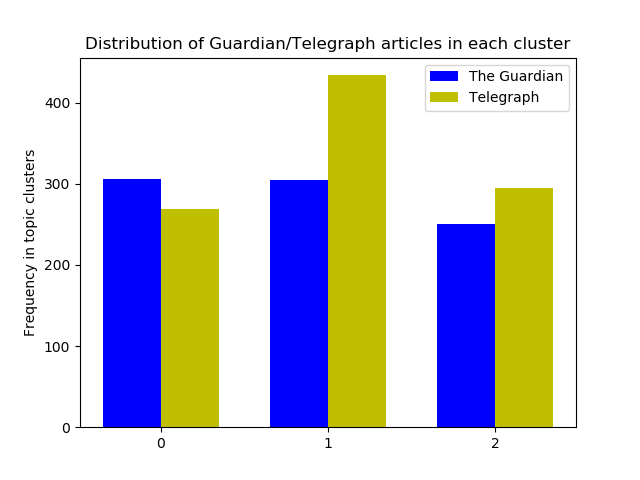 Distribution of Guardian/Telegraph articles in each cluster
The Guardian
Telegraph
Frequency in topic clusters
400
300
200
100
0
0 1 2